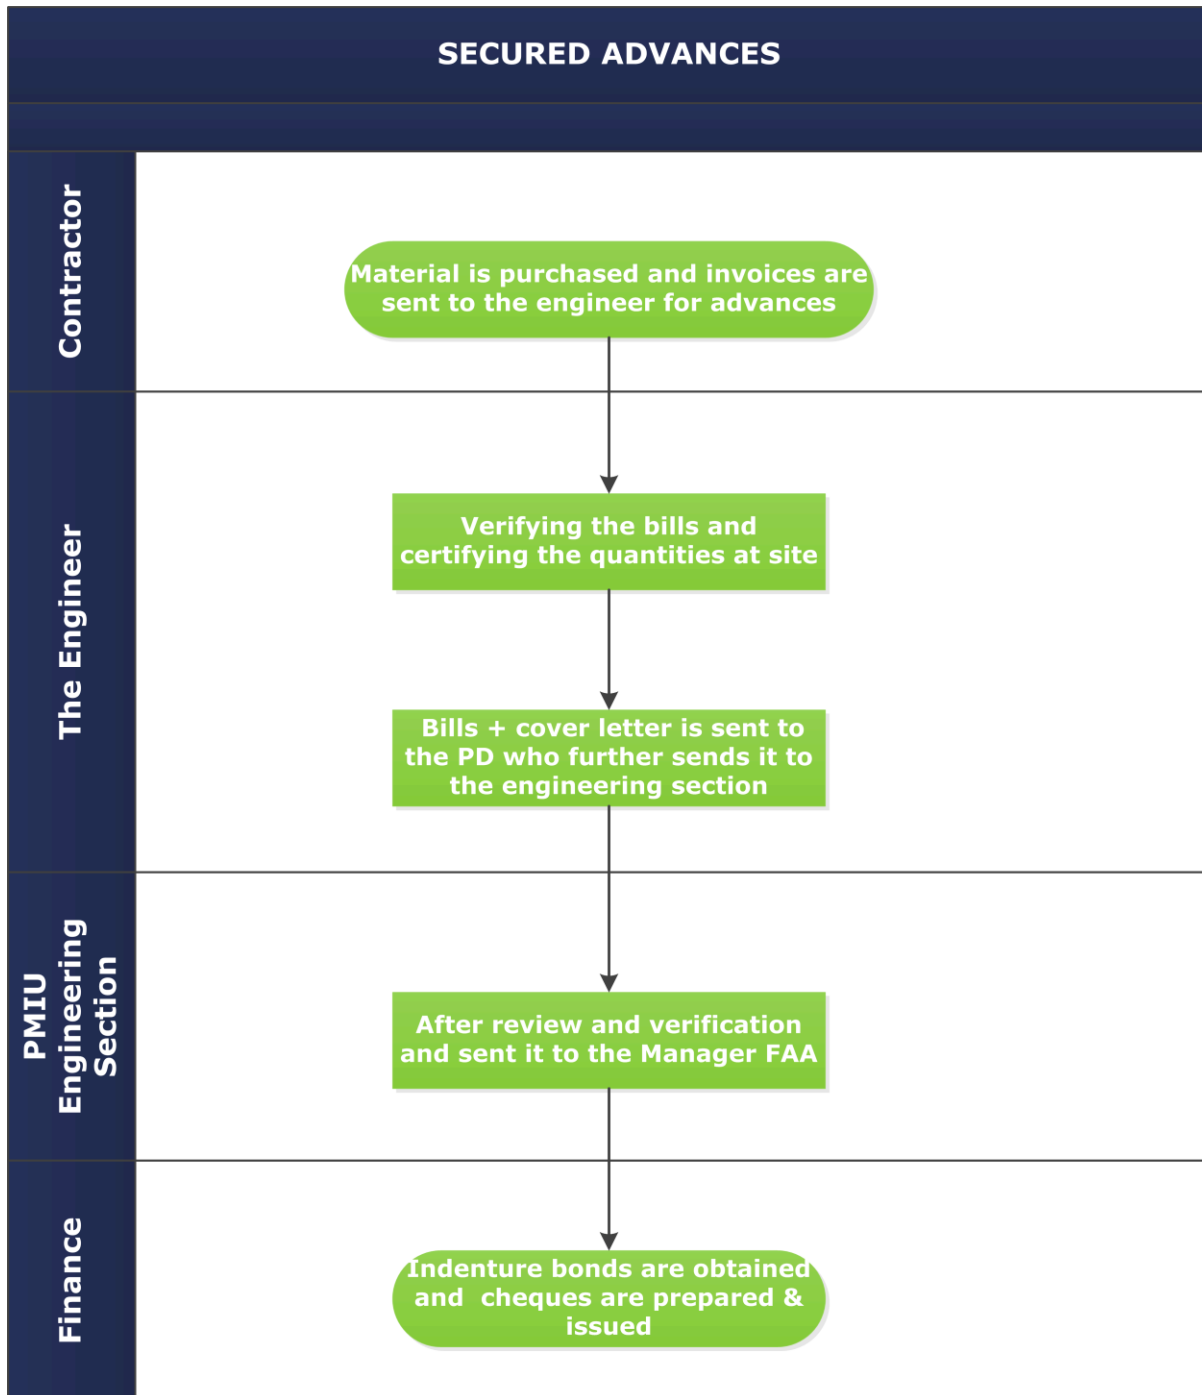 SECURED ADVANCES
Contractor
Material is purchased and invoices are
sent to the engineer for advances
The Engineer
Verifying the bills and
certifying the quantities at site
Bills + cover letter is sent to
the PD who further sends it to
the engineering section
PMIU
Engineering
Section
After review and verification
and sent it to the Manager FAA
Finance
Indenture bonds are obtained
and cheques are prepared &
issued